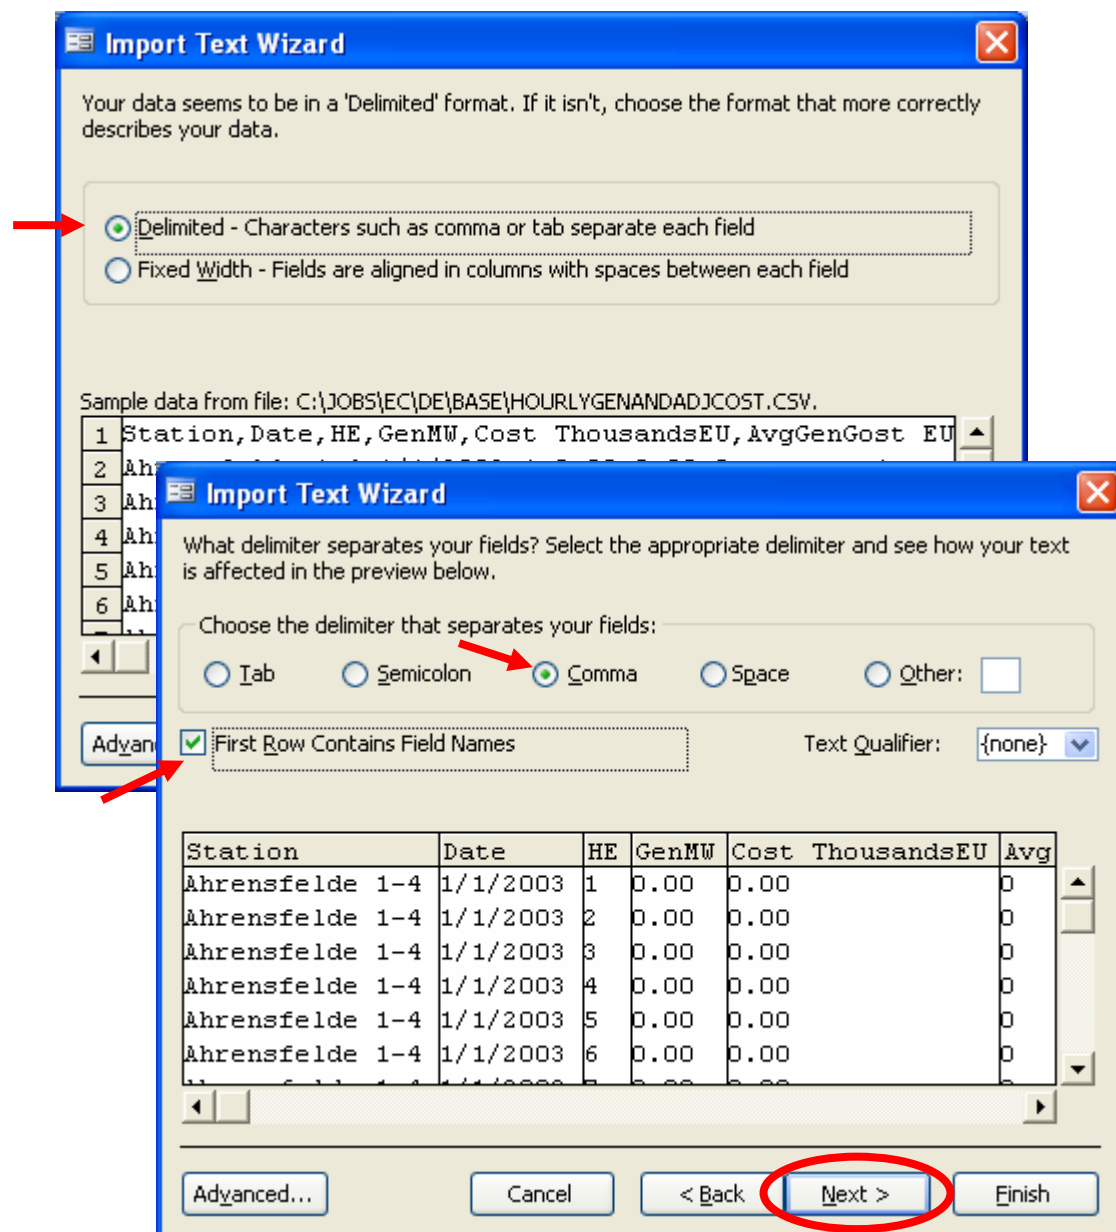 Import Text Wizard
Your data seems to be in a 'Delimited' format. If it isn't, choose the format that more correctly
describes your data.
Delimited - Characters such as comma or tab separate each field
Fixed Width - Fields are aligned in columns with spaces between each field
Sample data from file: C:\JOBS\EC\DE\BASE\HOURLYGENANDADJCOST.CSV.
1 Station,Date,HE,GenMW,Cost ThousandsEU,AvgGenGost EU
2 Ah
3 Ah
4 Ah
5 Ah
6 Ah
Advan
Import Text Wizard
What delimiter separates your fields? Select the appropriate delimiter and see how your text
is affected in the preview below.
Choose the delimiter that separates your fields:
Tab Semicolon Comma Space Other:
First Row Contains Field Names Text Qualifier: {none}
Station Date HE GenMW Cost ThousandsEU Avg
Ahrensfelde 1-4 1/1/2003 1 0.00 0.00 0
Ahrensfelde 1-4 1/1/2003 2 0.00 0.00 0
Ahrensfelde 1-4 1/1/2003 3 0.00 0.00 0
Ahrensfelde 1-4 1/1/2003 4 0.00 0.00 0
Ahrensfelde 1-4 1/1/2003 5 0.00 0.00 0
Ahrensfelde 1-4 1/1/2003 6 0.00 0.00 0
Advanced... Cancel < Back Next > Finish